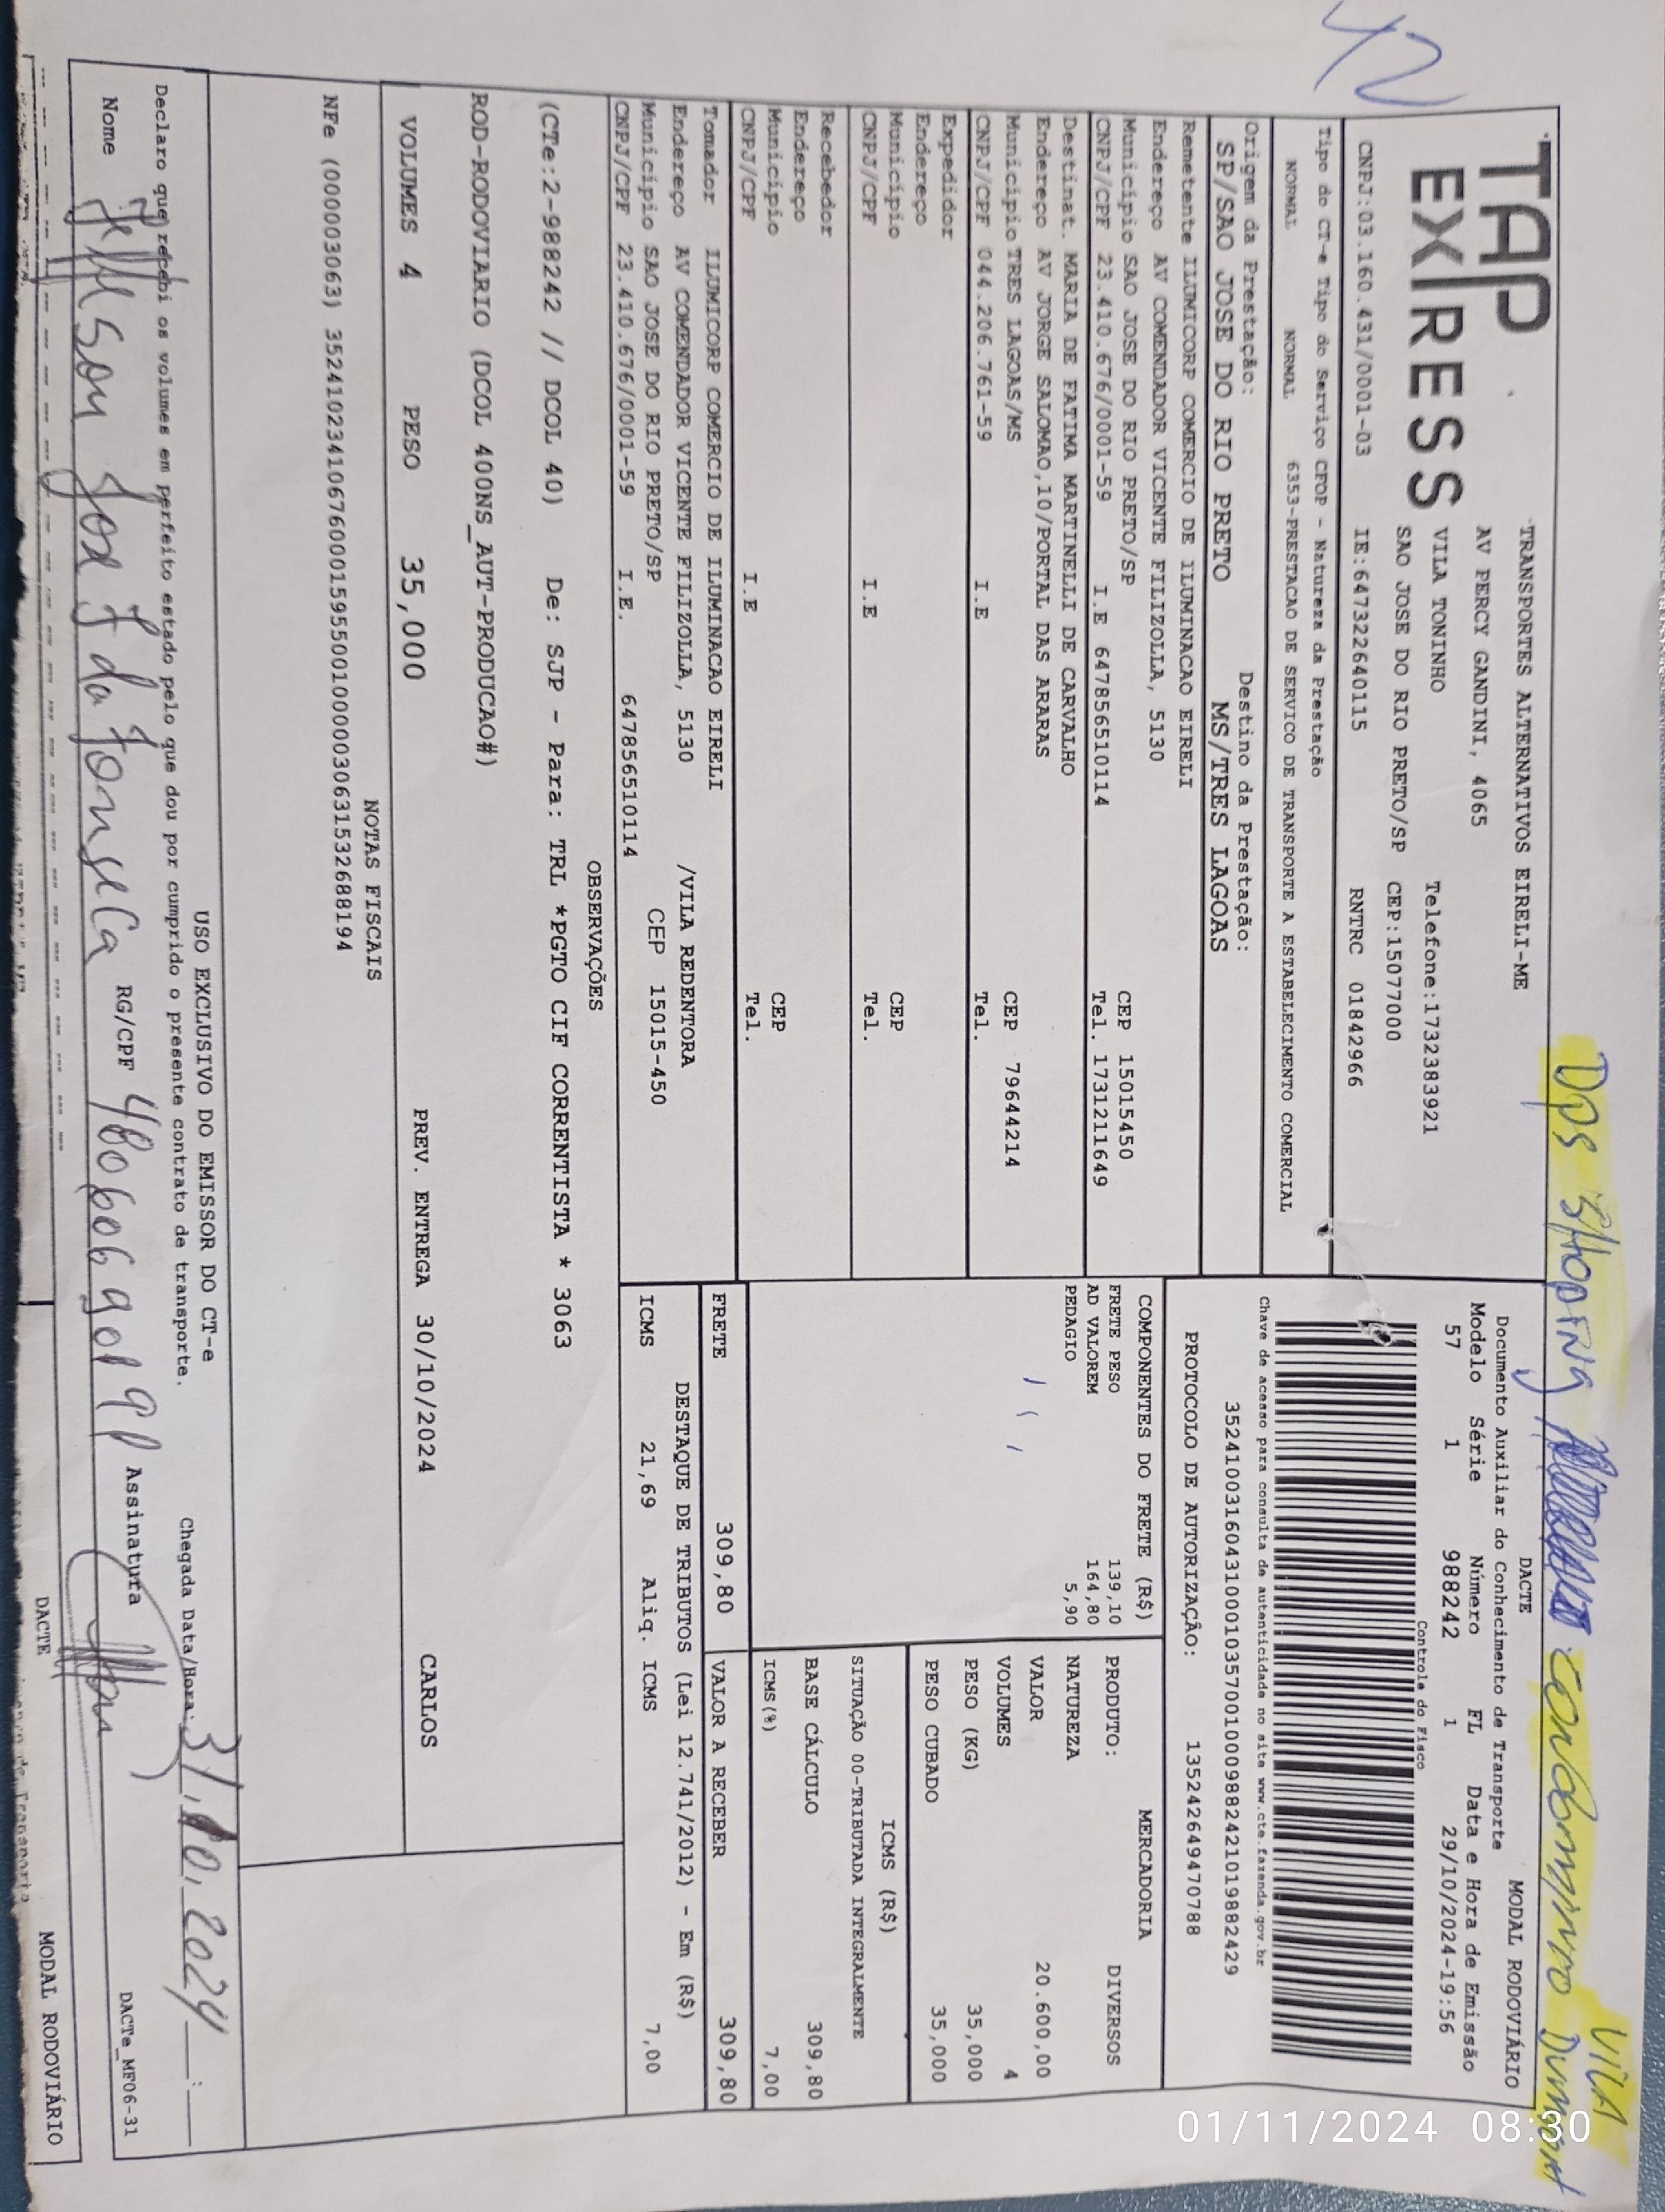 42
Dps SHOPPING CONDOMINIO VILLA DUMONT
TAP EXPRESS
TRANSPORTES ALTERNATIVOS EIRELI-ME
AV PERCY GANDINI, 4065
VILA TONINHO Telefone:1732383921
SAO JOSE DO RIO PRETO/SP CEP:15077000
CNPJ:03.160.431/0001-03 IE:647322640115 RNTRC 01842966
Tipo do CT-e Tipo do Serviço CFOP - Natureza da Prestação
NORMAL NORMAL 6353-PRESTACAO DE SERVICO DE TRANSPORTE A ESTABELECIMENTO COMERCIAL
Origem da Prestação: Destino da Prestação:
SP/SAO JOSE DO RIO PRETO MS/TRES LAGOAS
DACTE MODAL RODOVIÁRIO
Documento Auxiliar do Conhecimento de Transporte
Modelo Série Número FL Data e Hora de Emissão
57 1 988242 1 29/10/2024-19:56
Controle do Fisco
Chave de acesso para consulta de autenticidade no site www.cte.fazenda.gov.br
35241003160431000103570010009882421019882429
PROTOCOLO DE AUTORIZAÇÃO: 135242649470788
Remetente ILUMICORP COMERCIO DE ILUMINACAO EIRELI
Endereço AV COMENDADOR VICENTE FILIZOLLA, 5130
Município SAO JOSE DO RIO PRETO/SP CEP 15015450
CNPJ/CPF 23.410.676/0001-59 I.E 647856510114 Tel. 1732111649
Destinat. MARIA DE FATIMA MARTINELLI DE CARVALHO
Endereço AV JORGE SALOMAO,10/PORTAL DAS ARARAS
Município TRES LAGOAS/MS CEP 79644214
CNPJ/CPF 044.206.761-59 I.E Tel.
Expedidor
Endereço
Município CEP
CNPJ/CPF I.E Tel.
Recebedor
Endereço
Município CEP
CNPJ/CPF I.E Tel.
Tomador ILUMICORP COMERCIO DE ILUMINACAO EIRELI
Endereço AV COMENDADOR VICENTE FILIZOLLA, 5130 /VILA REDENTORA
Município SAO JOSE DO RIO PRETO/SP CEP 15015-450
CNPJ/CPF 23.410.676/0001-59 I.E. 647856510114
COMPONENTES DO FRETE (R$)
FRETE PESO 139,10
AD VALOREM 164,80
PEDAGIO 5,90
MERCADORIA
PRODUTO: DIVERSOS
NATUREZA
VALOR 20.600,00
VOLUMES 4
PESO (KG) 35,000
PESO CUBADO 35,000
ICMS (R$)
SITUAÇÃO 00-TRIBUTADA INTEGRALMENTE
BASE CÁLCULO 309,80
ICMS(%) 7,00
FRETE 309,80 VALOR A RECEBER 309,80
DESTAQUE DE TRIBUTOS (Lei 12.741/2012) - Em (R$)
ICMS 21,69 Aliq. ICMS 7,00
OBSERVAÇÕES
(CTe:2-988242 // DCOL 40) De: SJP - Para: TRL *PGTO CIF CORRENTISTA * 3063
ROD-RODOVIARIO (DCOL 400NS_AUT-PRODUCAO#)
VOLUMES 4 PESO 35,000 PREV. ENTREGA 30/10/2024 CARLOS
NOTAS FISCAIS
NFe (000003063) 35241023410676000159550010000030631532688194
USO EXCLUSIVO DO EMISSOR DO CT-e
Declaro que recebi os volumes em perfeito estado pelo que dou por cumprido o presente contrato de transporte. Chegada Data/Hora: 31.10.2024 __:__
Nome Jefferson José F da Fonseca RG/CPF Assinatura
DACTe_MF06-31
DACTE MODAL RODOVIÁRIO
01/11/2024 08:30